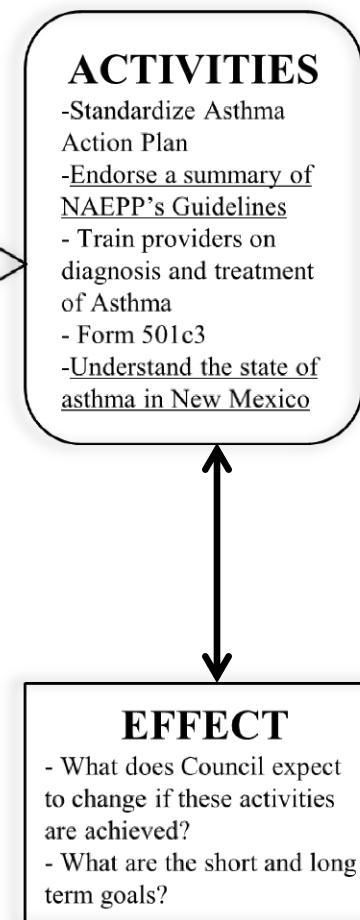 ACTIVITIES
-Standardize Asthma
Action Plan
-Endorse a summary of
NAEPP's Guidelines
- Train providers on
diagnosis and treatment
of Asthma
- Form 501c3
-Understand the state of
asthma in New Mexico
EFFECT
- What does Council expect
to change if these activities
are achieved?
- What are the short and long
term goals?